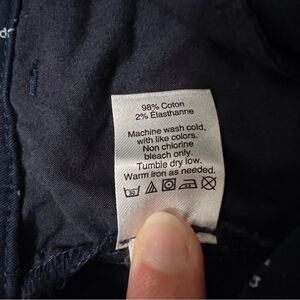 98% Coton
2% Elasthanne
Machine wash cold,
with like colors.
Non chlorine
bleach only.
Tumble dry low.
Warm iron as needed.